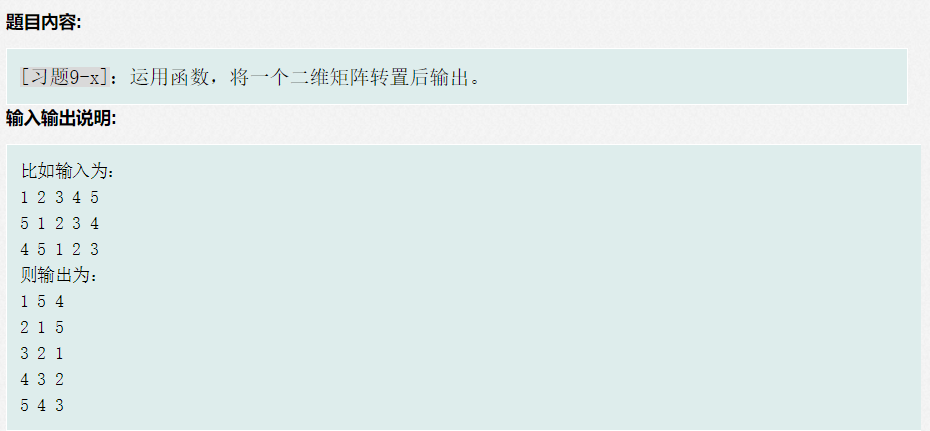 題目内容:
[习题9-x]: 运用函数，将一个二维矩阵转置后输出。
输入输出说明:
比如输入为:
1 2 3 4 5
5 1 2 3 4
4 5 1 2 3
则输出为:
1 5 4
2 1 5
3 2 1
4 3 2
5 4 3